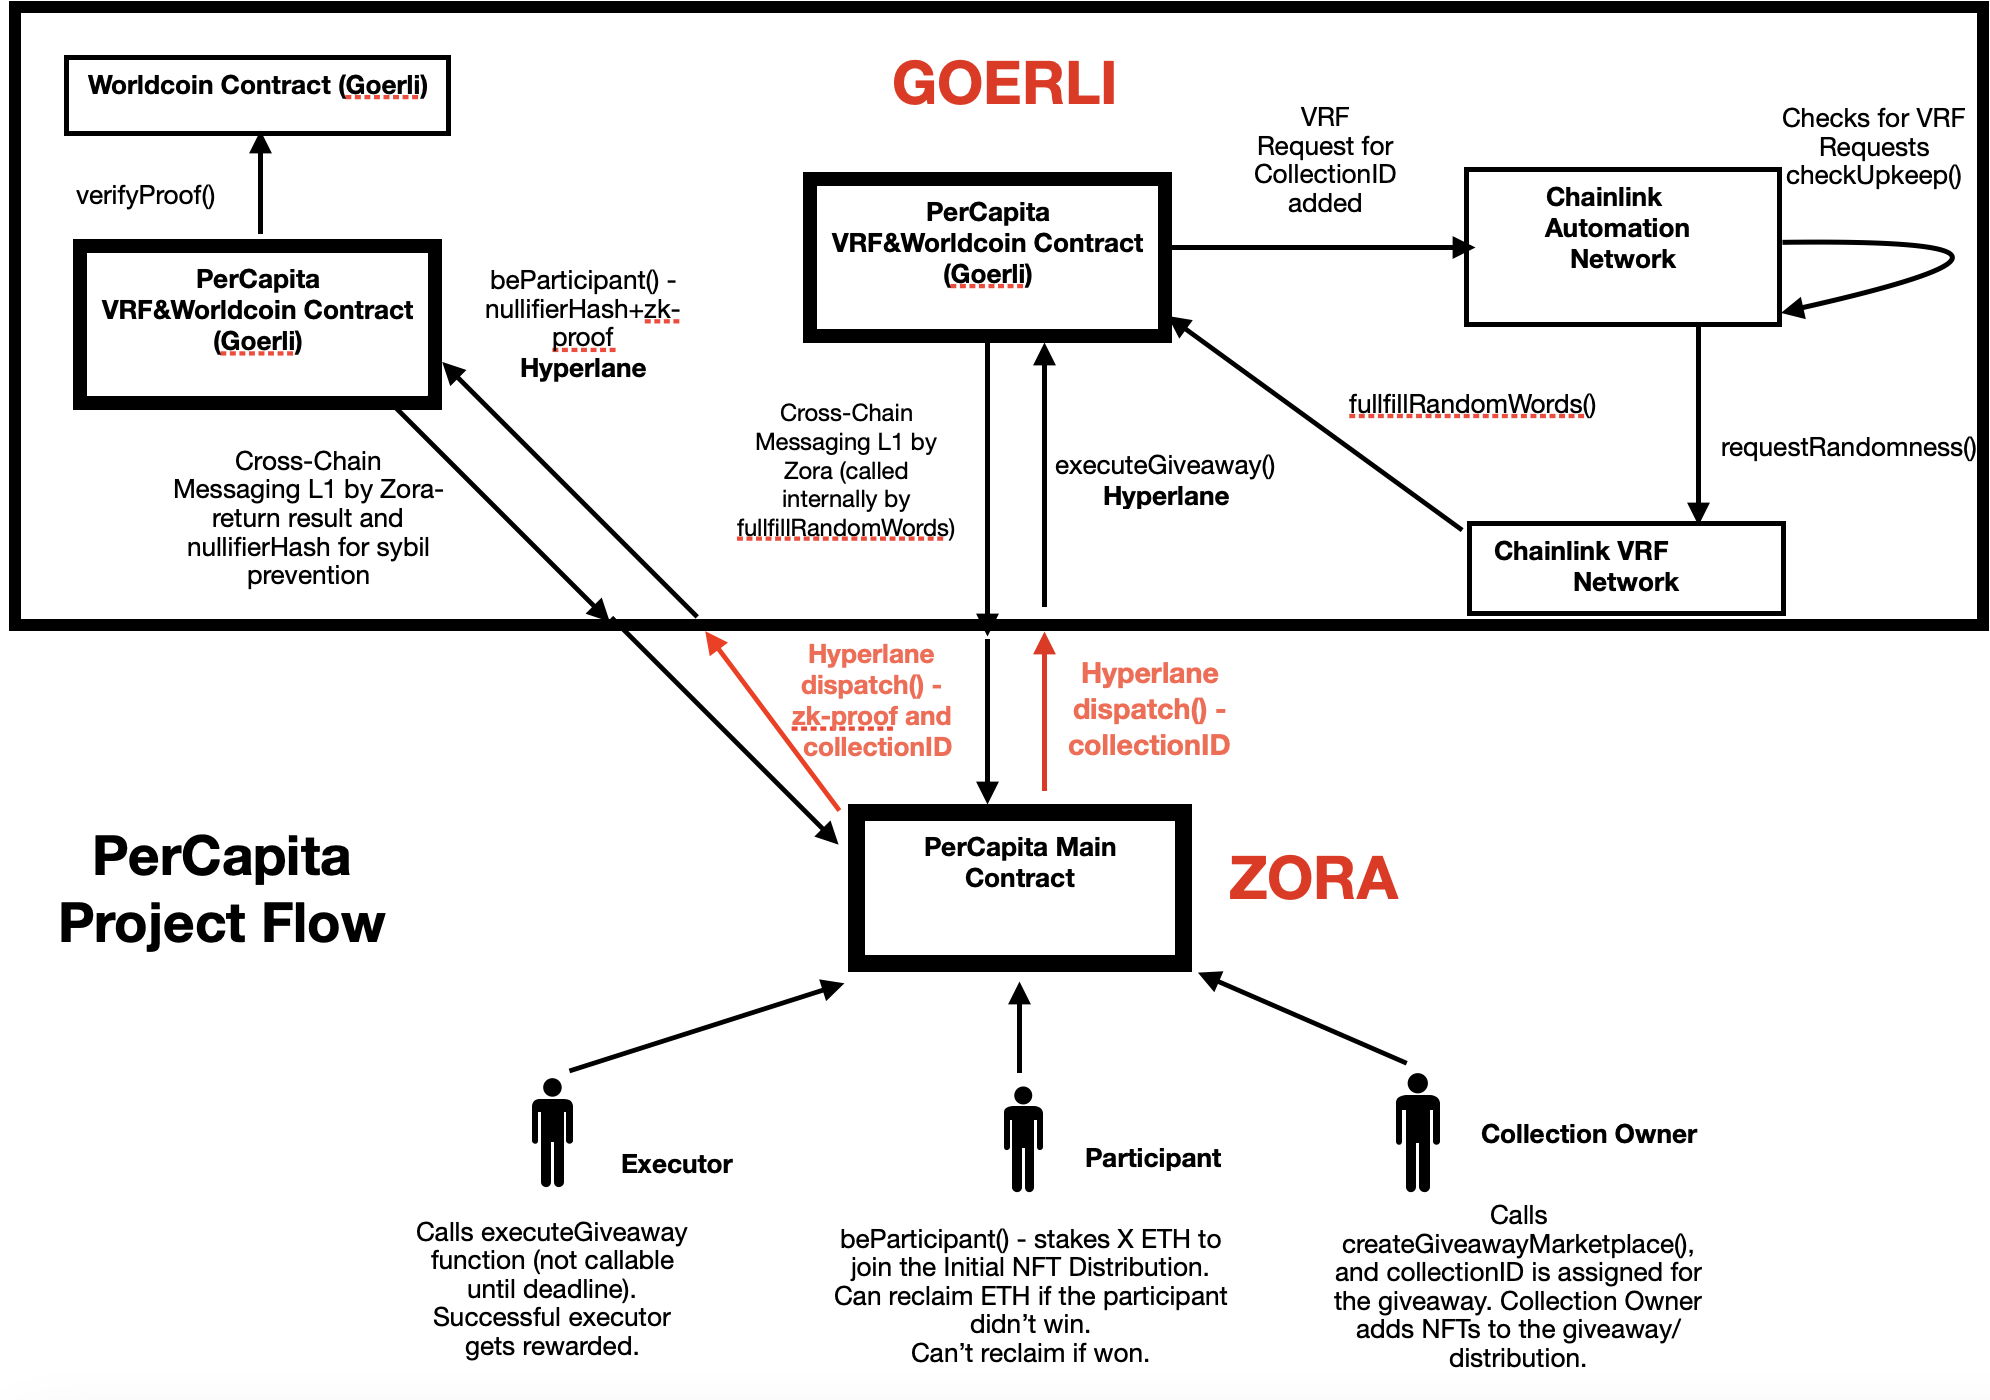 GOERLI
Worldcoin Contract (Goerli)
verifyProof()
PerCapita
VRF&Worldcoin Contract
(Goerli)
beParticipant() -
nullifierHash+zk-
proof
Hyperlane
Cross-Chain
Messaging L1 by Zora-
return result and
nullifierHash for sybil
prevention
PerCapita
VRF&Worldcoin Contract
(Goerli)
VRF
Request for
CollectionID
added
Chainlink
Automation
Network
Checks for VRF
Requests
checkUpkeep()
Cross-Chain
Messaging L1 by
Zora (called
internally by
fullfillRandomWords)
executeGiveaway()
Hyperlane
fullfillRandomWords()
requestRandomness()
Chainlink VRF
Network
Hyperlane
dispatch() -
zk-proof and
collectionID
Hyperlane
dispatch() -
collectionID
PerCapita
Project Flow
PerCapita Main
Contract
ZORA
Executor
Calls executeGiveaway
function (not callable
until deadline).
Successful executor
gets rewarded.
Participant
beParticipant() - stakes X ETH to
join the Initial NFT Distribution.
Can reclaim ETH if the participant
didn't win.
Can't reclaim if won.
Collection Owner
Calls
createGiveawayMarketplace(),
and collectionID is assigned for
the giveaway. Collection Owner
adds NFTs to the giveaway/
distribution.